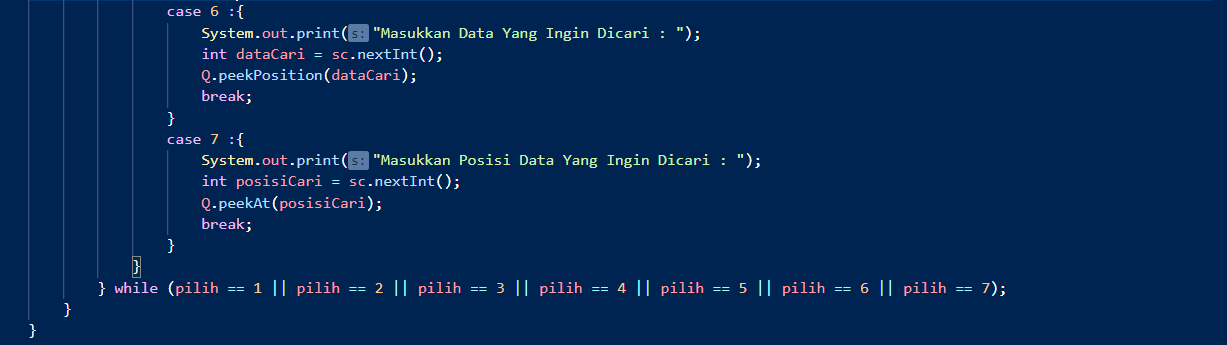 case 6 :{
System.out.print(s: "Masukkan Data Yang Ingin Dicari : ");
int dataCari = sc.nextInt();
Q.peekPosition(dataCari);
break;
}
case 7 :{
System.out.print(s: "Masukkan Posisi Data Yang Ingin Dicari : ");
int posisiCari = sc.nextInt();
Q.peekAt(posisiCari);
break;
}
}
} while (pilih == 1 || pilih == 2 || pilih == 3 || pilih == 4 || pilih == 5 || pilih == 6 || pilih == 7);
}
}